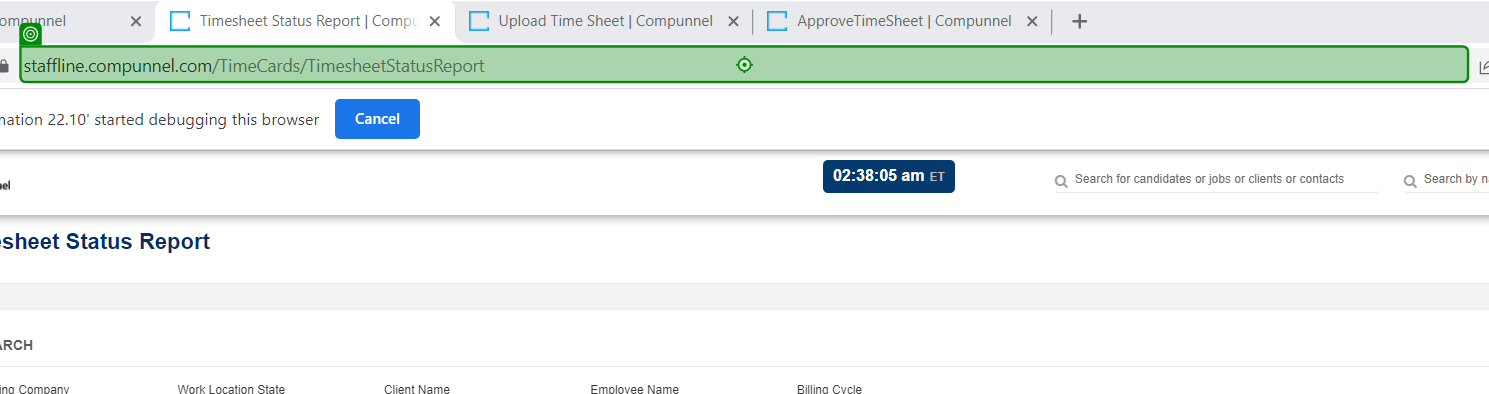 ompunnel Timesheet Status Report | Compu Upload Time Sheet | Compunnel ApproveTimeSheet | Compunnel
staffline.compunnel.com/TimeCards/TimesheetStatusReport
mation 22.10' started debugging this browser Cancel
02:38:05 am ET Search for candidates or jobs or clients or contacts Search by n
nel
esheet Status Report
ARCH
ing Company Work Location State Client Name Employee Name Billing Cycle